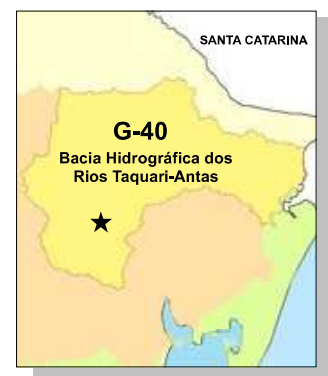 SANTA CATARINA
G-40
Bacia Hidrográfica dos
Rios Taquari-Antas